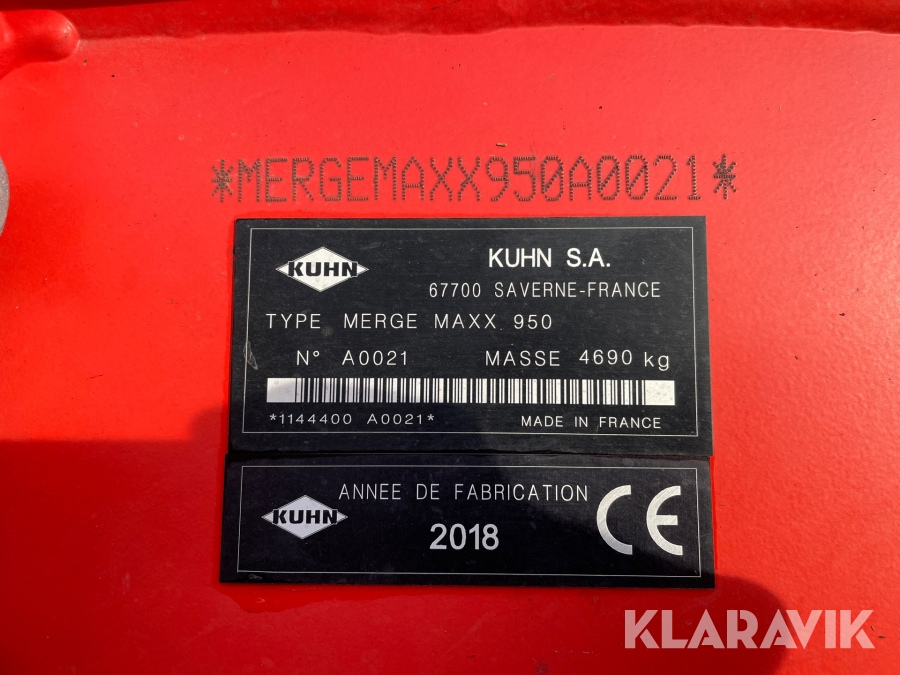 *MERGEMAXX950A0021*
KUHN
KUHN S.A.
67700 SAVERNE-FRANCE
TYPE MERGE MAXX 950
N° A0021 MASSE 4690 kg
*1144400 A0021* MADE IN FRANCE
KUHN
ANNEE DE FABRICATION
2018
CE
KLARAVIK